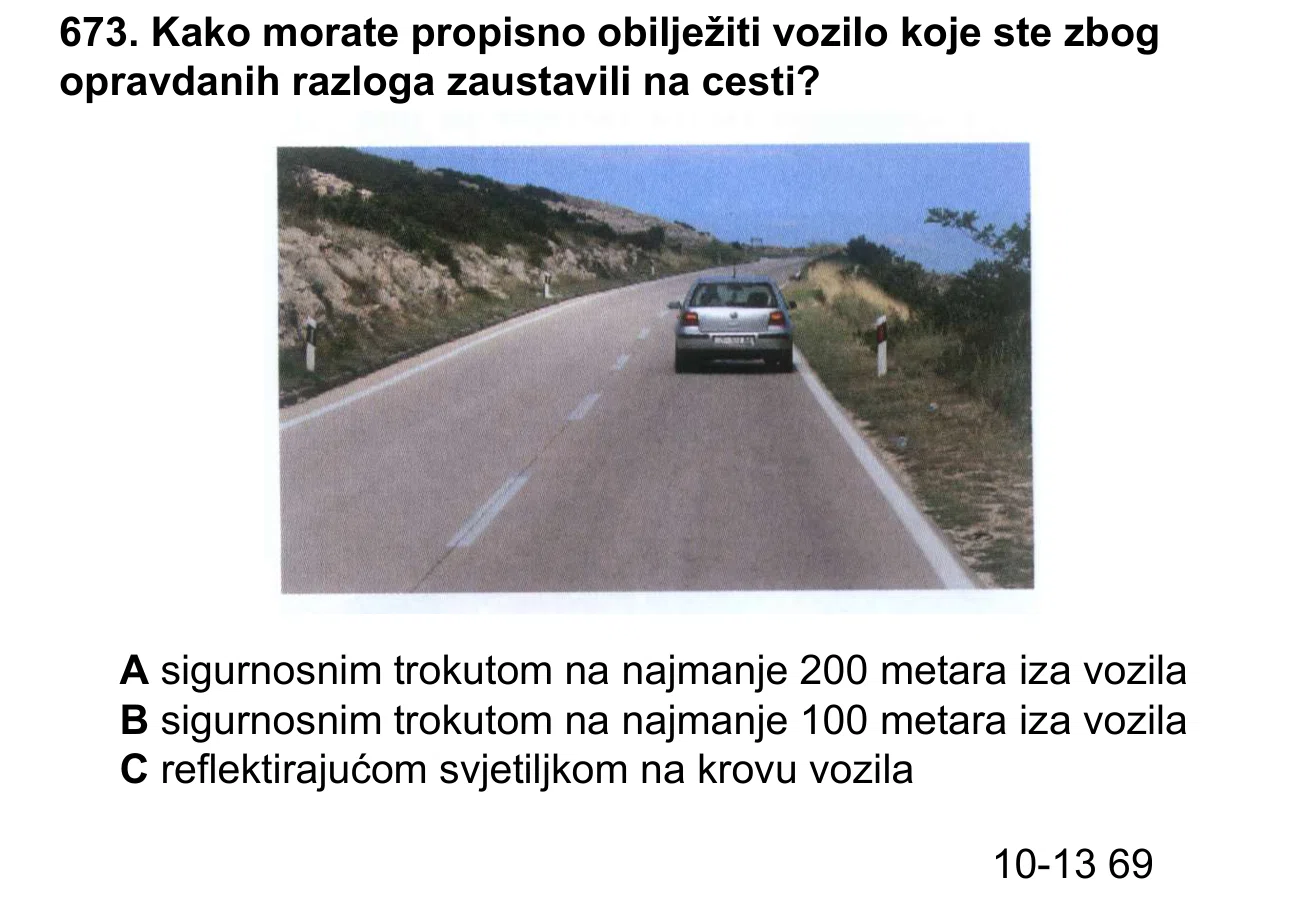 673. Kako morate propisno obilježiti vozilo koje ste zbog
opravdanih razloga zaustavili na cesti?
A sigurnosnim trokutom na najmanje 200 metara iza vozila
B sigurnosnim trokutom na najmanje 100 metara iza vozila
C reflektirajućom svjetiljkom na krovu vozila
10-13 69